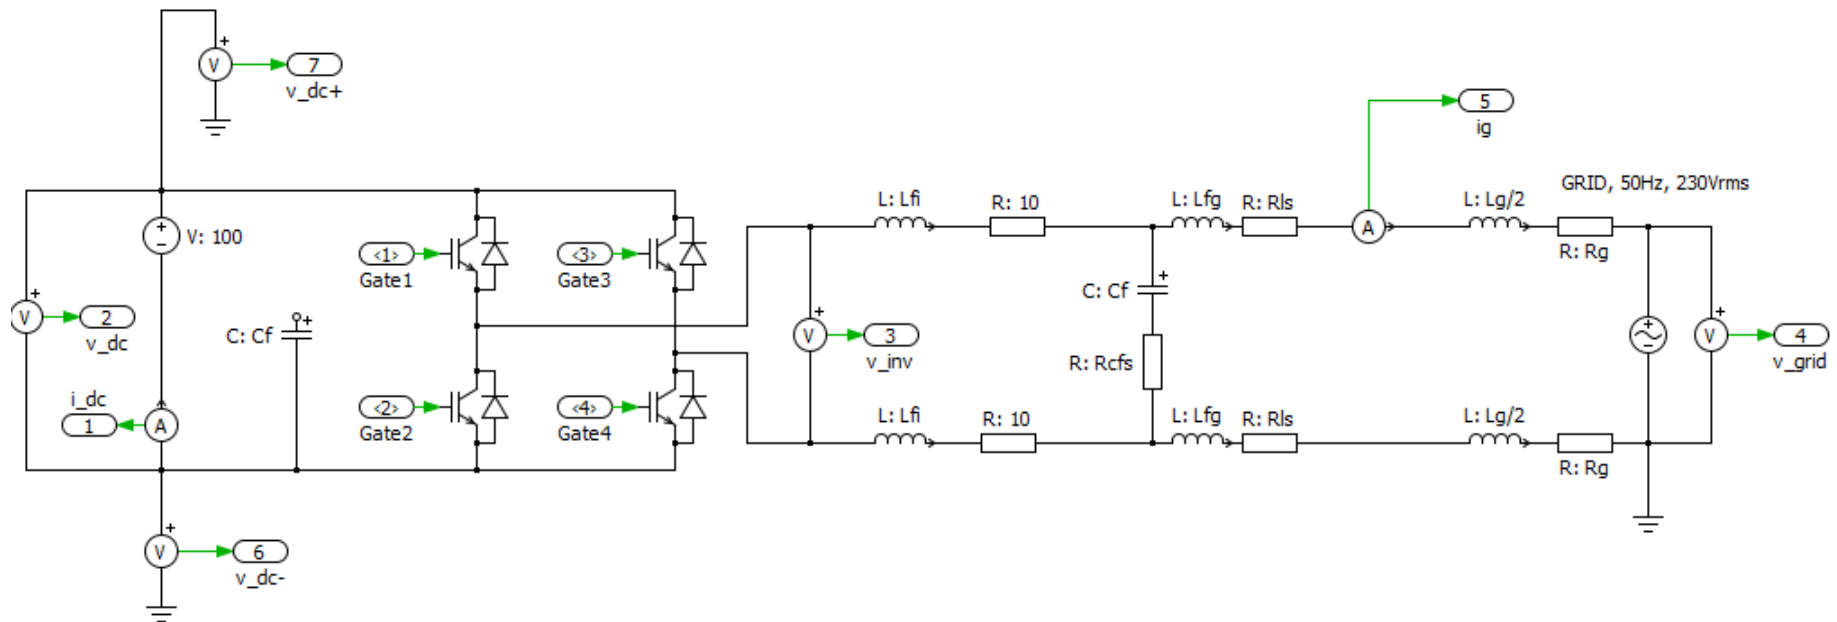 V
7
v_dc+
5
ig
GRID, 50Hz, 230Vrms
L: Lfi
R: 10
L: Lfg
R: Rls
A
L: Lg/2
R: Rg
V: 100
<1>
Gate1
<3>
Gate3
C: Cf
V
2
v_dc
C: Cf
V
3
v_inv
R: Rcfs
V
4
v_grid
i_dc
1
A
<2>
Gate2
<4>
Gate4
L: Lfi
R: 10
L: Lfg
R: Rls
L: Lg/2
R: Rg
V
6
v_dc-